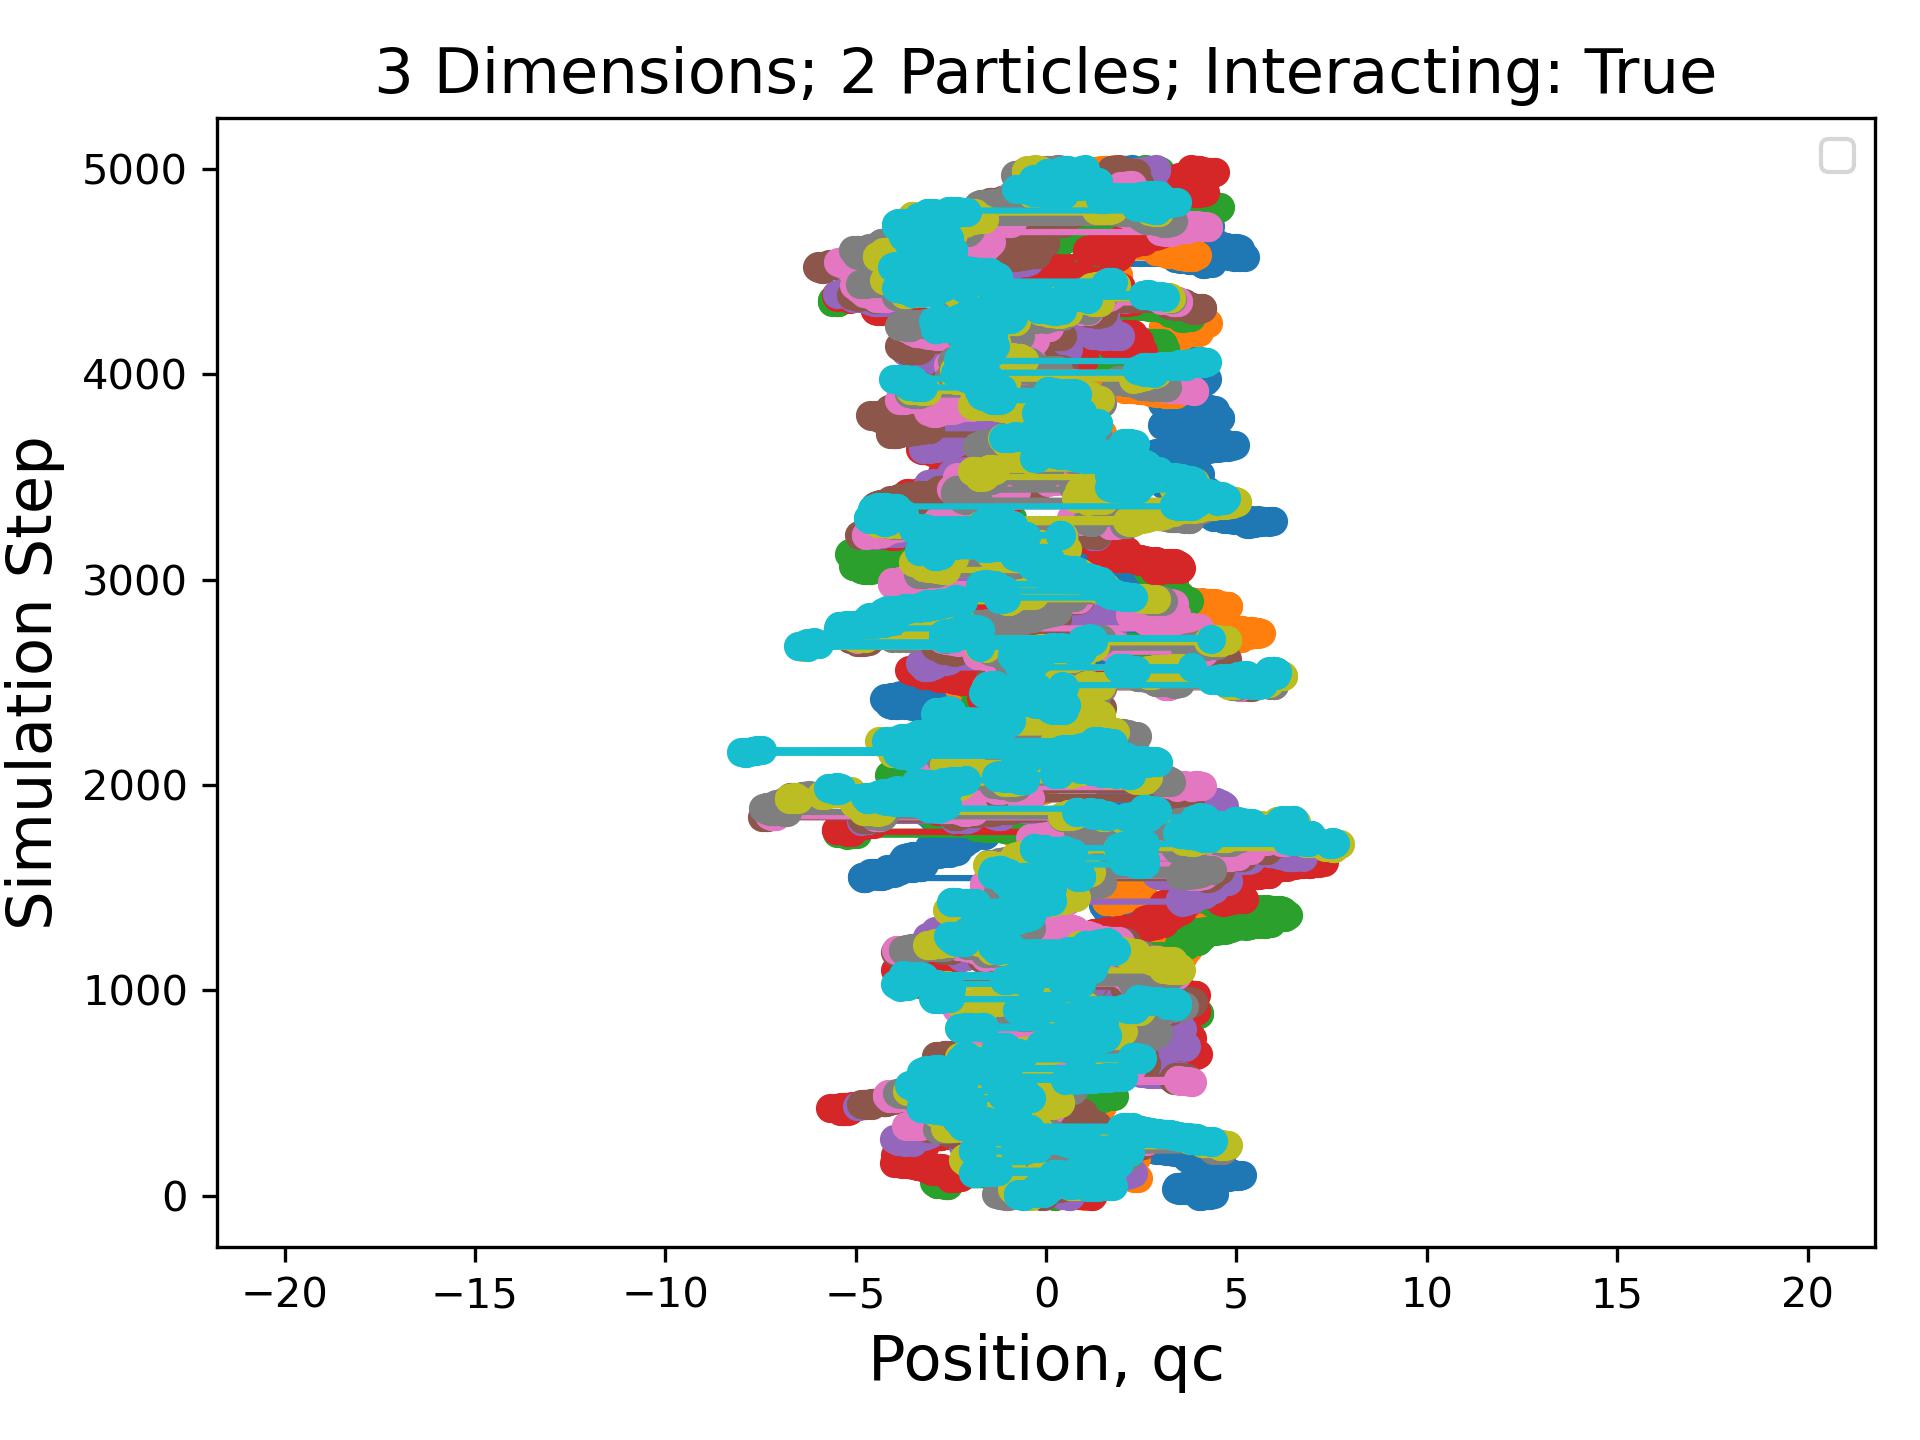 3 Dimensions; 2 Particles; Interacting: True
Simulation Step
5000
4000
3000
2000
1000
0
−20 −15 −10 −5 0 5 10 15 20
Position, qc